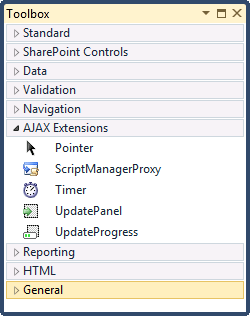 Toolbox
Standard
SharePoint Controls
Data
Validation
Navigation
AJAX Extensions
Pointer
ScriptManagerProxy
Timer
UpdatePanel
UpdateProgress
Reporting
HTML
General